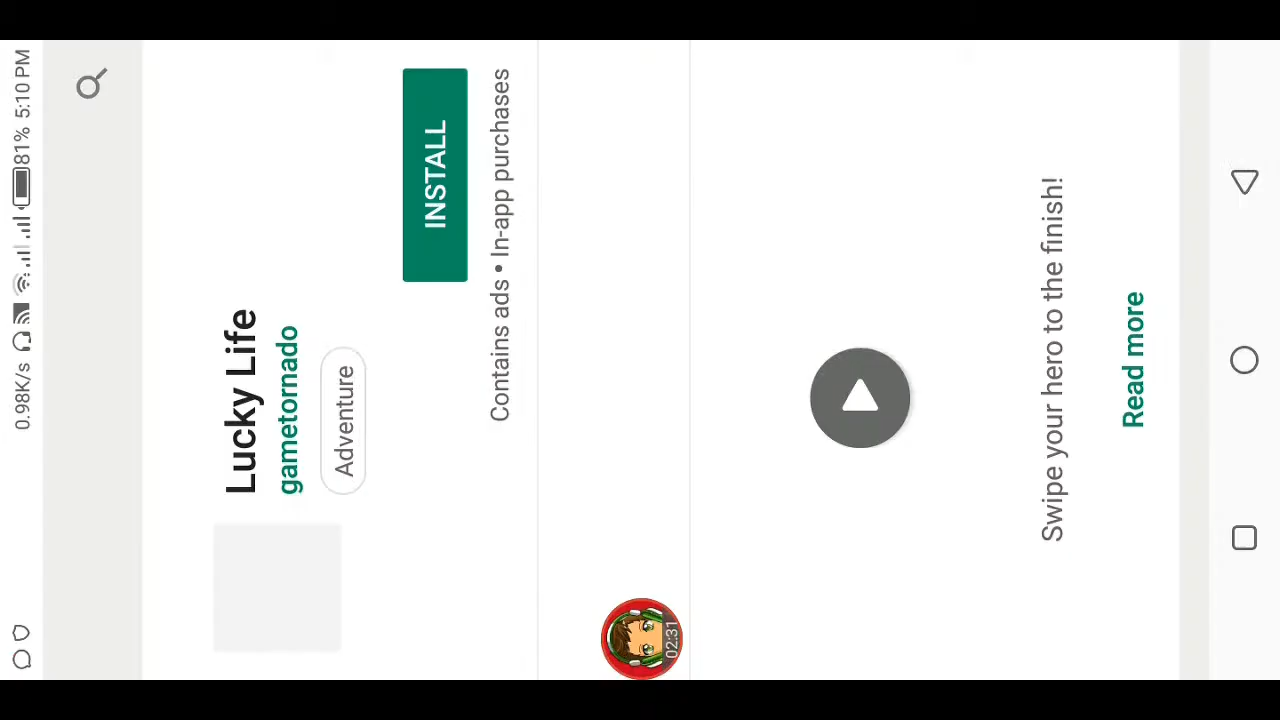 0.98K/s 81% 5:10 PM
Lucky Life
gametornado
Adventure
INSTALL
Contains ads • In-app purchases
02:31
Swipe your hero to the finish!
Read more